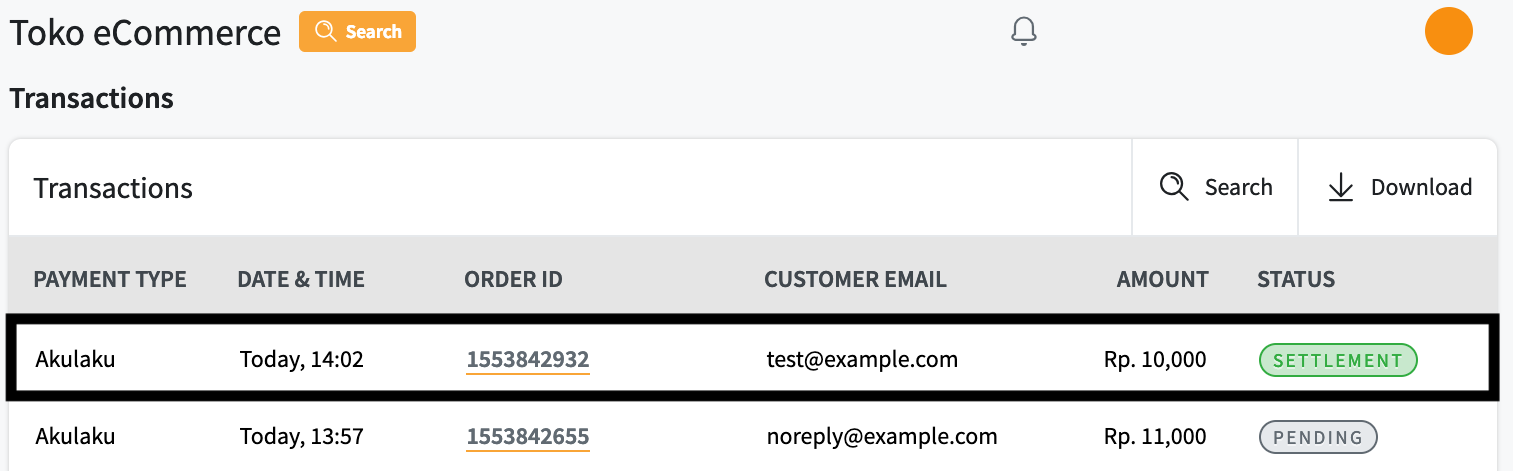 Toko eCommerce Search
Transactions
Transactions Search Download
PAYMENT TYPE DATE & TIME ORDER ID CUSTOMER EMAIL AMOUNT STATUS
Akulaku Today, 14:02 1553842932 test@example.com Rp. 10,000 SETTLEMENT
Akulaku Today, 13:57 1553842655 noreply@example.com Rp. 11,000 PENDING